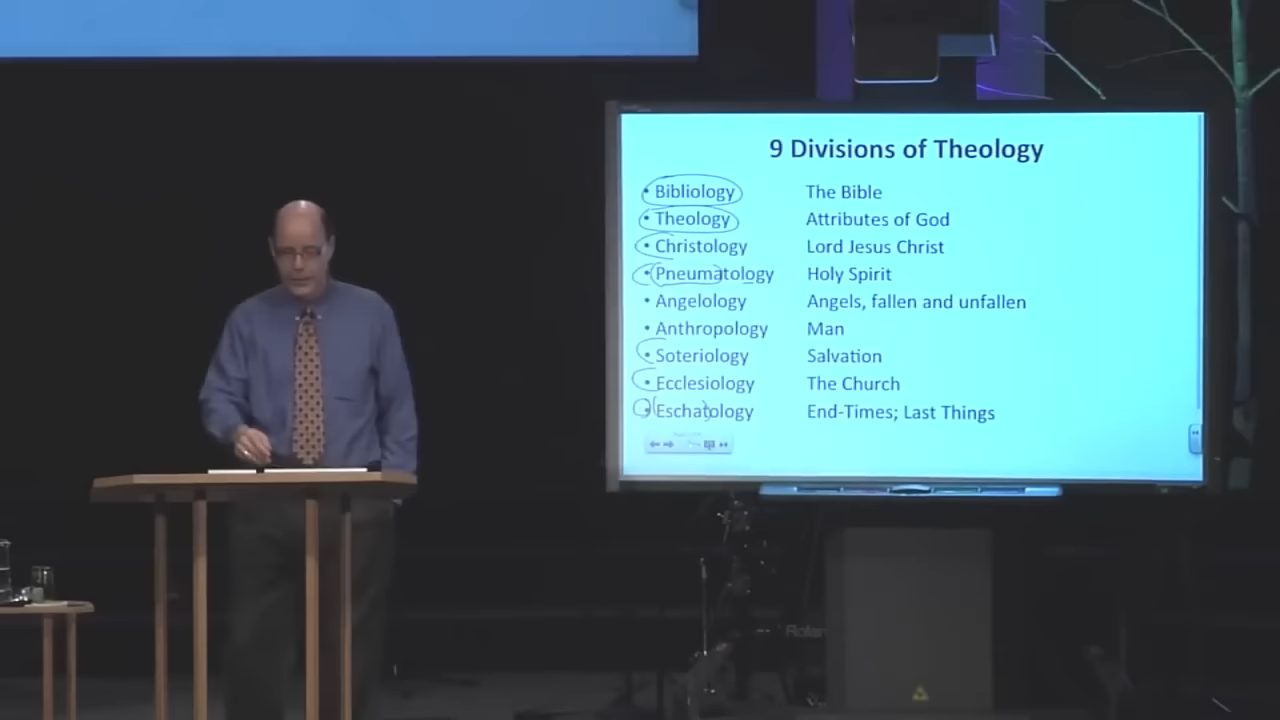 9 Divisions of Theology
• Bibliology The Bible
• Theology Attributes of God
• Christology Lord Jesus Christ
• Pneumatology Holy Spirit
• Angelology Angels, fallen and unfallen
• Anthropology Man
• Soteriology Salvation
• Ecclesiology The Church
• Eschatology End-Times; Last Things
Roland